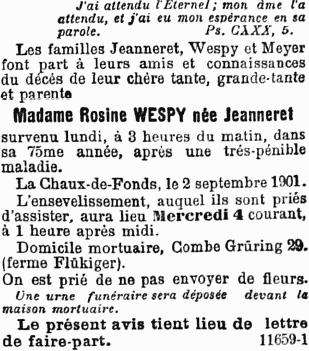 J'ai attendu l'Eternel; mon âme l'a
attendu, et j'ai eu mon espérance en sa
parole. Ps. CXXX, 5.
Les familles Jeanneret, Wespy et Meyer
font part à leurs amis et connaissances
du décès de leur chère tante, grande-tante
et parente
Madame Rosine WESPY née Jeanneret
survenu lundi, à 3 heures du matin, dans
sa 75me année, après une très-pénible
maladie.
La Chaux-de-Fonds, le 2 septembre 1901.
L'ensevelissement, auquel ils sont priés
d'assister, aura lieu Mercredi 4 courant,
à 1 heure après midi.
Domicile mortuaire, Combe Grüring 29.
(ferme Flükiger).
On est prié de ne pas envoyer de fleurs.
Une urne funéraire sera déposée devant la
maison mortuaire.
Le présent avis tient lieu de lettre
de faire-part. 11659-1